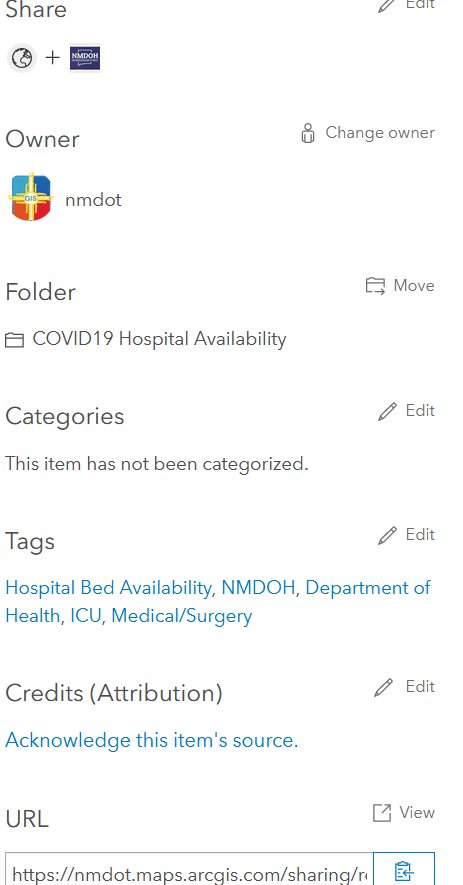 Share
Edit
+
NMDOH
Owner
Change owner
GIS
nmdot
Folder
Move
COVID19 Hospital Availability
Categories
Edit
This item has not been categorized.
Tags
Edit
Hospital Bed Availability, NMDOH, Department of
Health, ICU, Medical/Surgery
Credits (Attribution)
Edit
Acknowledge this item's source.
URL
View
https://nmdot.maps.arcgis.com/sharing/r